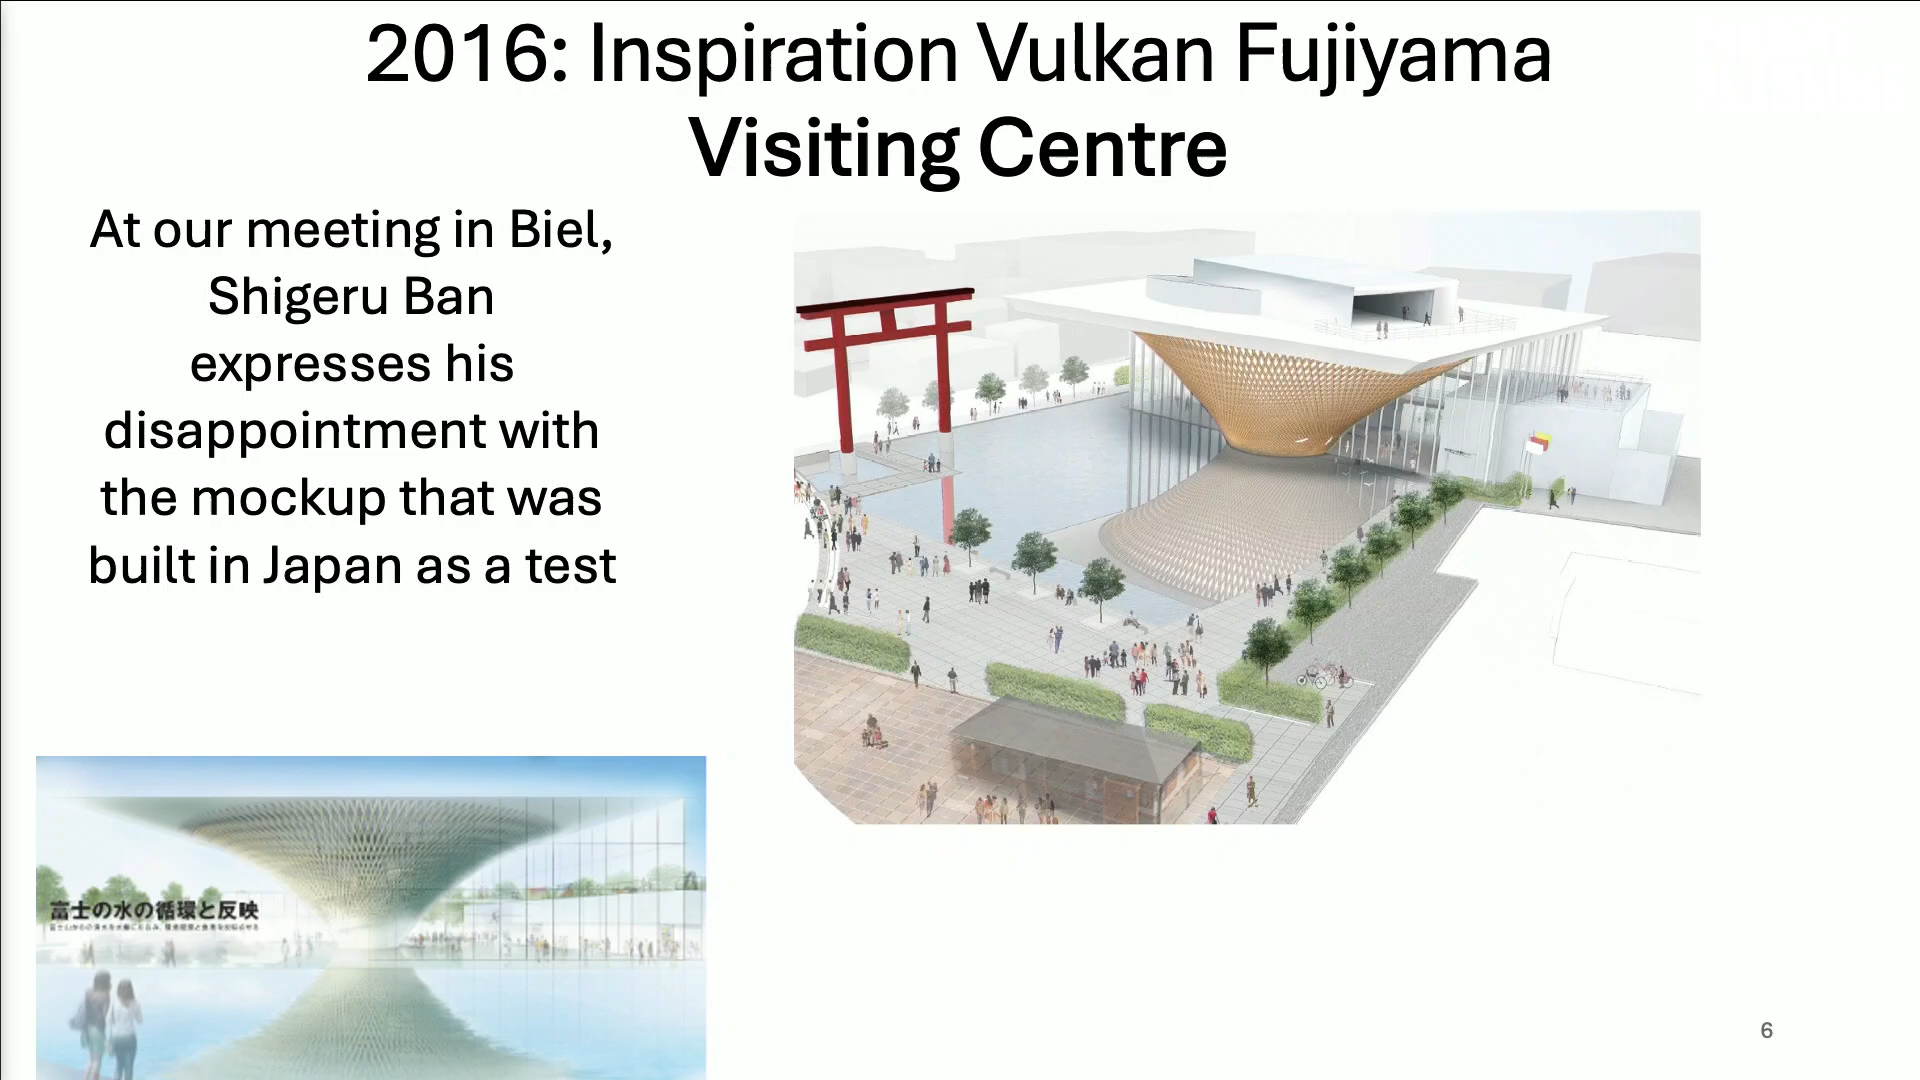 2016: Inspiration Vulkan Fujiyama
Visiting Centre
At our meeting in Biel,
Shigeru Ban
expresses his
disappointment with
the mockup that was
built in Japan as a test
富士の水の循環と反映
6